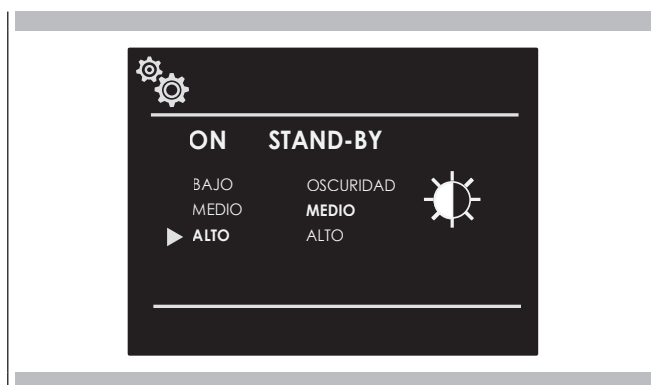 ON STAND-BY
BAJO OSCURIDAD
MEDIO MEDIO
ALTO ALTO